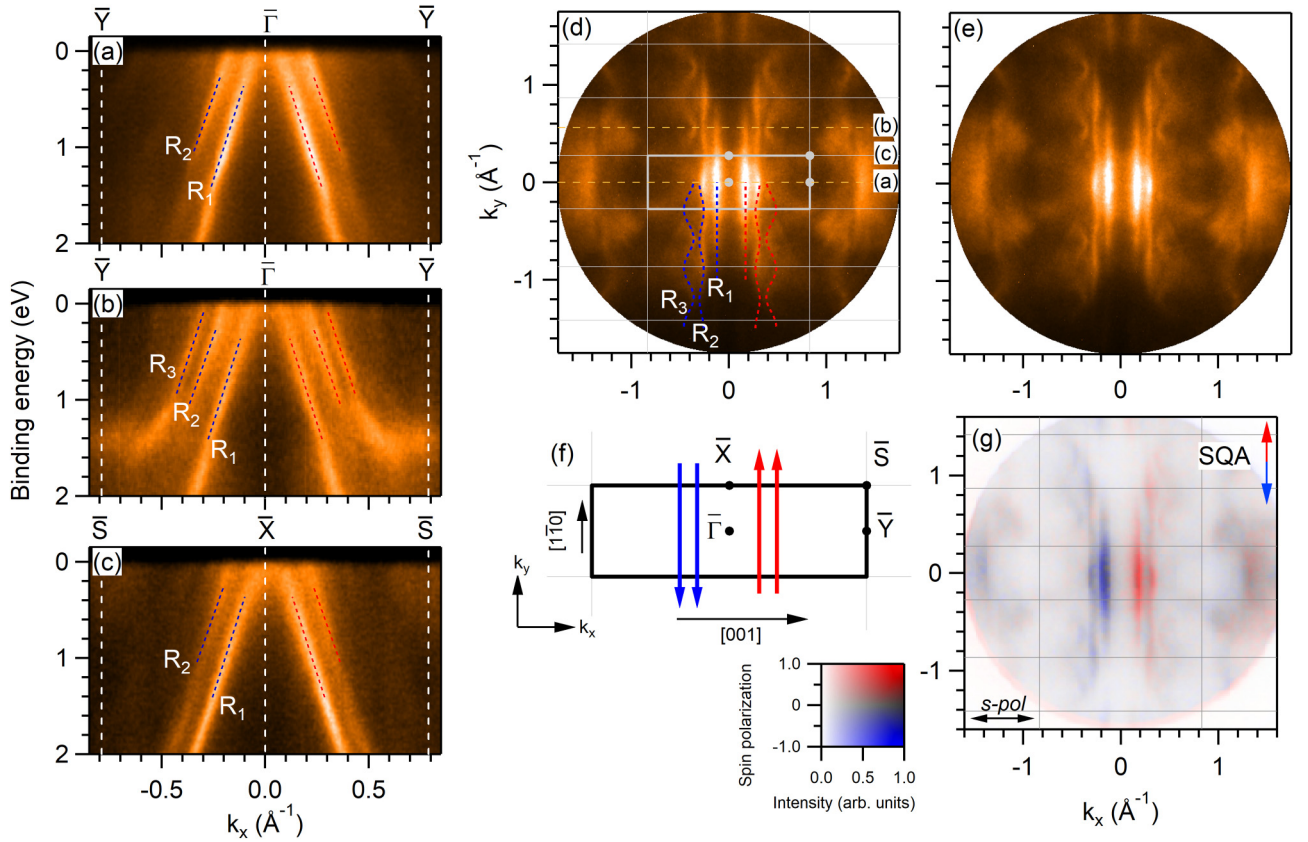 Ȳ Γ̄ Ȳ
(a)
0
1
2
R2
R1
Ȳ Γ̄ Ȳ
(b)
0
1
2
R3
R2
R1
Binding energy (eV)
S̄ X̄ S̄
(c)
0
1
2
R2
R1
-0.5 0.0 0.5
kx (Å-1)
(d)
1
0
-1
ky (Å-1)
(b)
(c)
(a)
R3
R1
R2
-1 0 1
(e)
-1 0 1
(f)
X̄ S̄
Γ̄ Ȳ
[11̄0]
ky
kx
[001]
Spin polarization
1.0
0
-1.0
0.0 0.5 1.0
Intensity (arb. units)
(g)
SQA
1
0
-1
s-pol
-1 0 1
kx (Å-1)